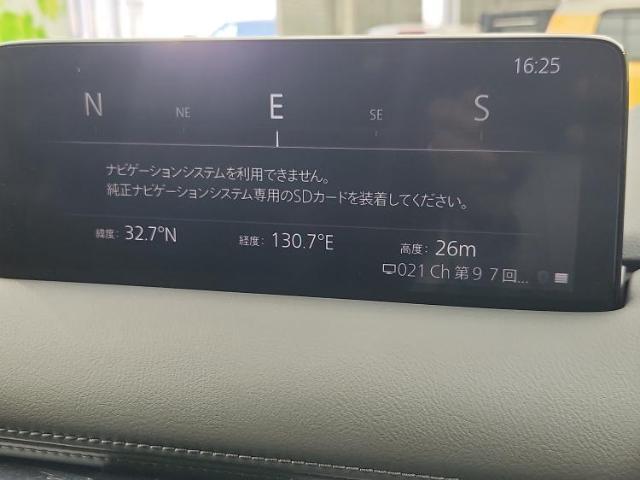 16:25
N NE E SE S
ナビゲーションシステムを利用できません。
純正ナビゲーションシステム専用のSDカードを装着してください。
緯度: 32.7°N 経度: 130.7°E 高度: 26m
021 Ch 第９７回...